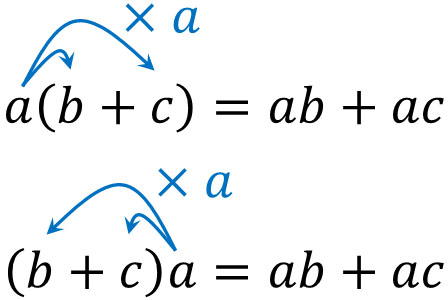 × a
a(b + c) = ab + ac
× a
(b + c)a = ab + ac